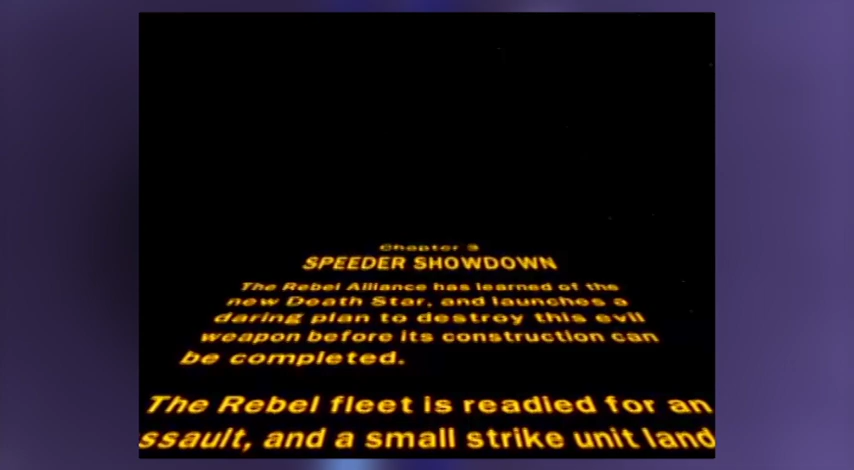 Chapter 3
SPEEDER SHOWDOWN
The Rebel Alliance has learned of the
new Death Star, and launches a
daring plan to destroy this evil
weapon before its construction can
be completed.
The Rebel fleet is readied for an
ssault, and a small strike unit land